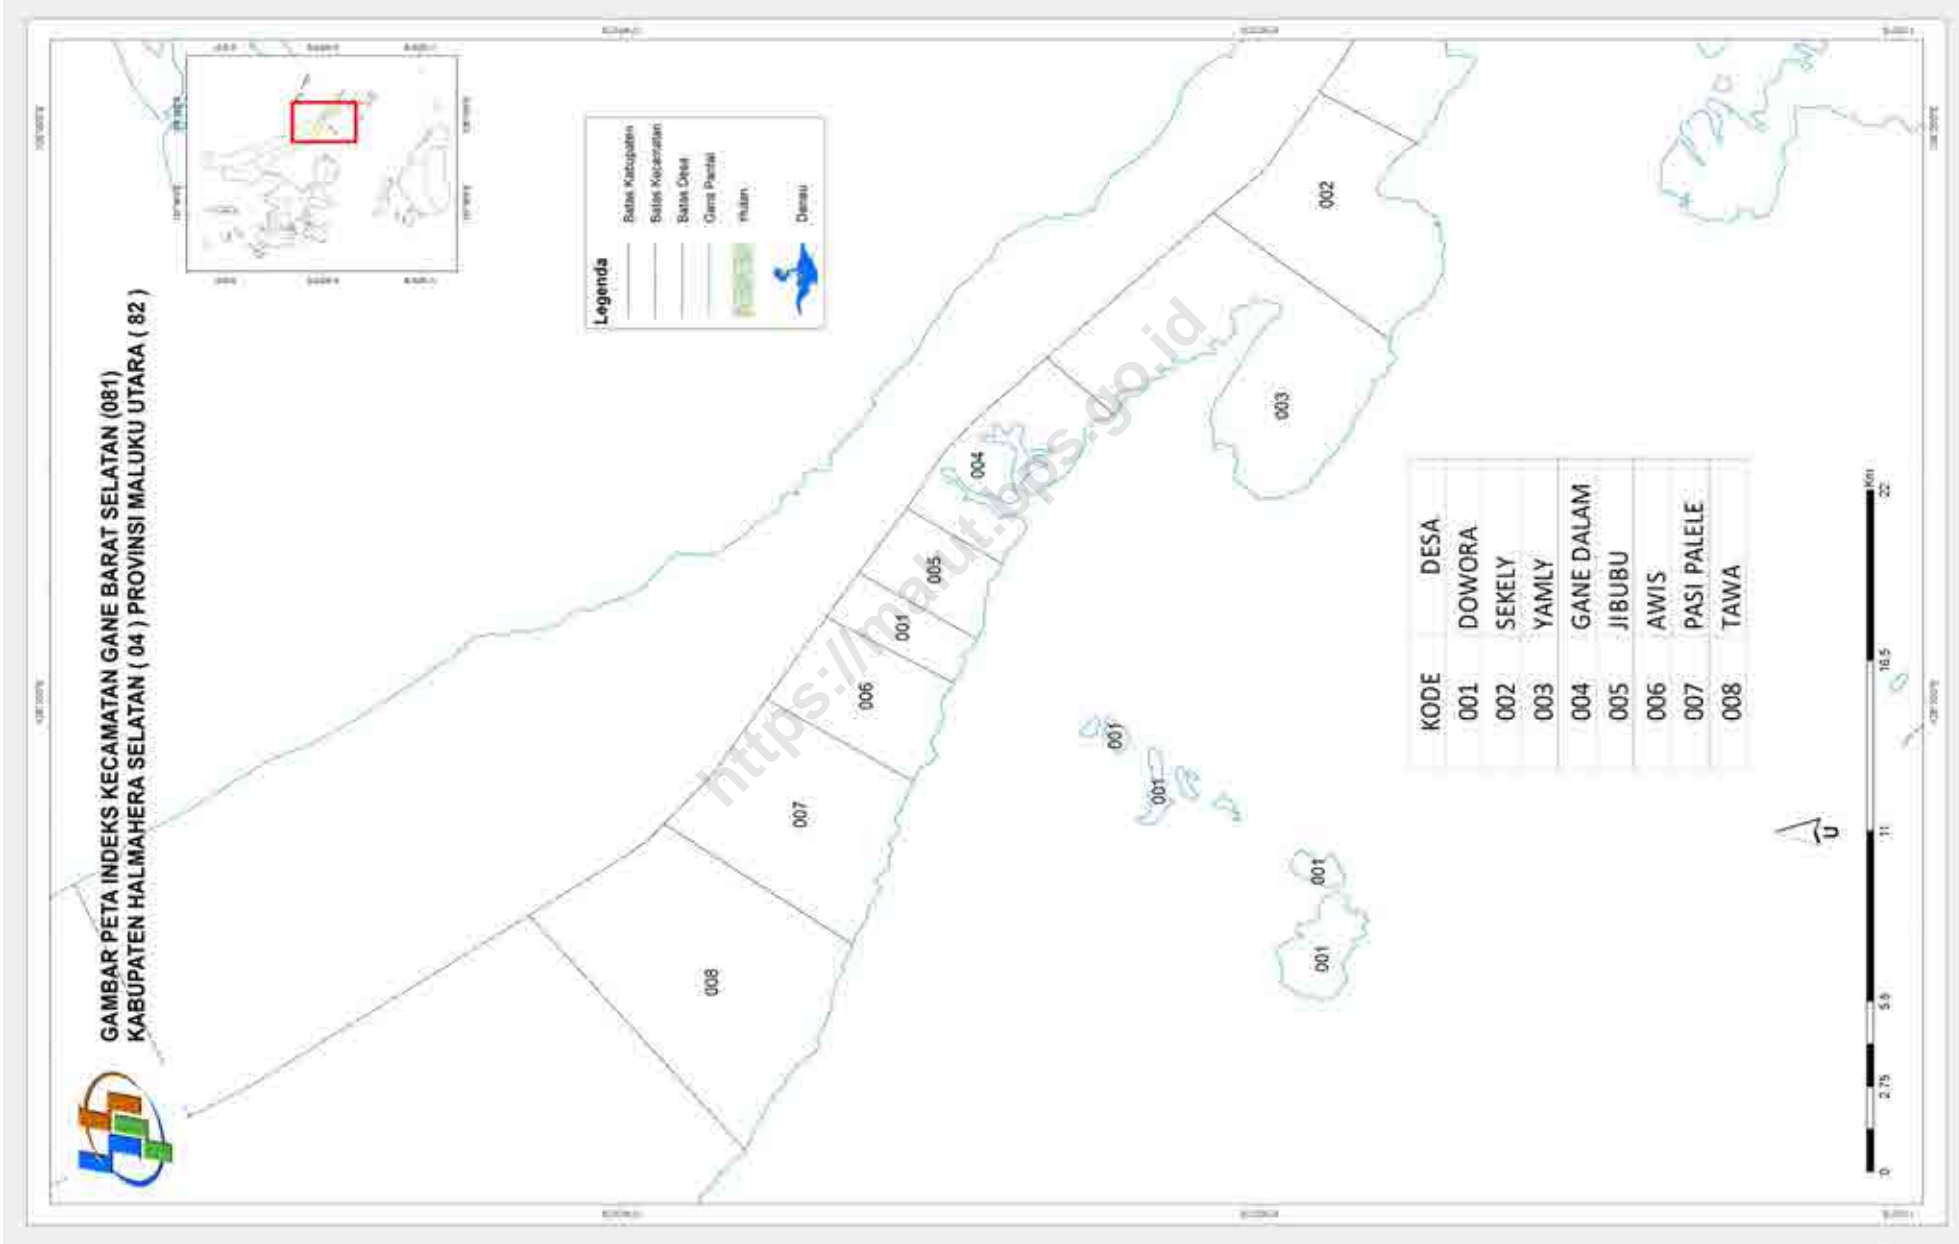 GAMBAR PETA INDEKS KECAMATAN GANE BARAT SELATAN (081)
KABUPATEN HALMAHERA SELATAN ( 04 ) PROVINSI MALUKU UTARA ( 82 )
Legenda
Batas Kabupaten
Batas Kecamatan
Batas Desa
Garis Pantai
Hutan
Danau
008
007
006
001
005
004
003
002
001
001
001
001
https://malut.bps.go.id
KODE DESA
001 DOWORA
002 SEKELY
003 YAMLY
004 GANE DALAM
005 JIBUBU
006 AWIS
007 PASI PALELE
008 TAWA
U
0 2.75 5.5 11 16.5 22
Km